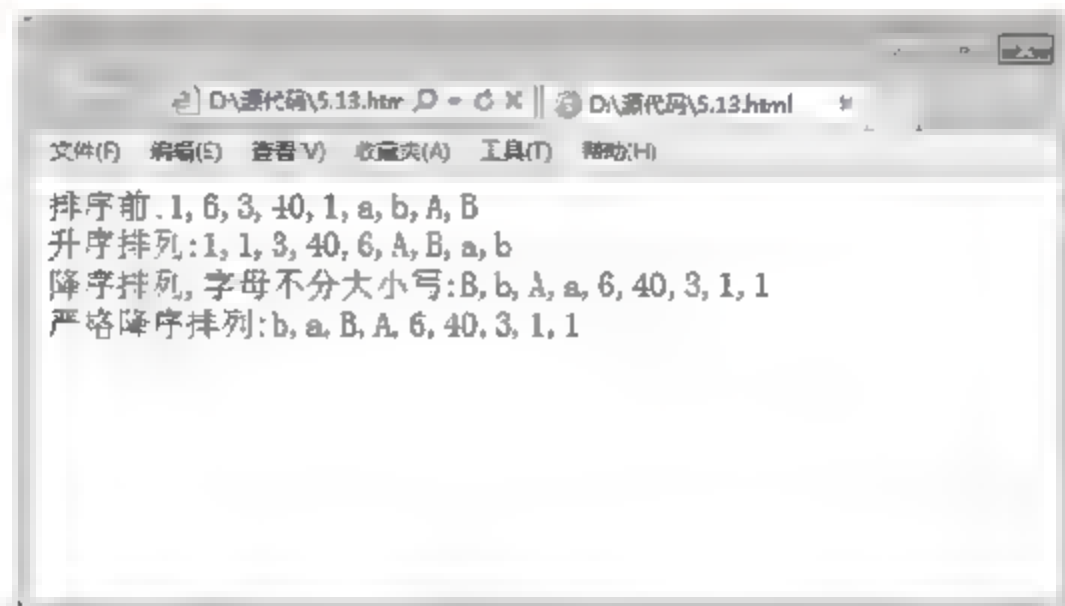 D:\源代码\5.13.htm
D:\源代码\5.13.html
文件(F) 编辑(E) 查看(V) 收藏夹(A) 工具(T) 帮助(H)
排序前:1, 6, 3, 40, 1, a, b, A, B
升序排列:1, 1, 3, 40, 6, A, B, a, b
降序排列, 字母不分大小写:B, b, A, a, 6, 40, 3, 1, 1
严格降序排列:b, a, B, A, 6, 40, 3, 1, 1